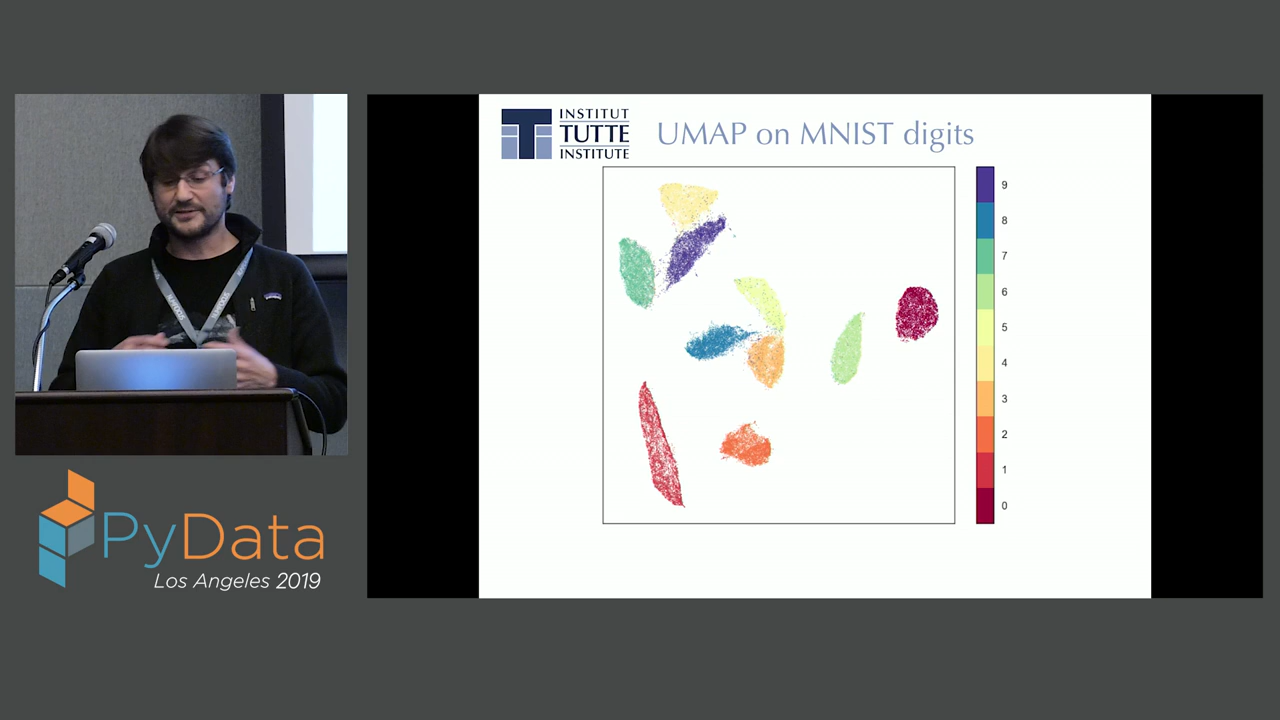 INSTITUT
TUTTE
INSTITUTE
UMAP on MNIST digits
9
8
7
6
5
4
3
2
1
0
PyData
Los Angeles 2019